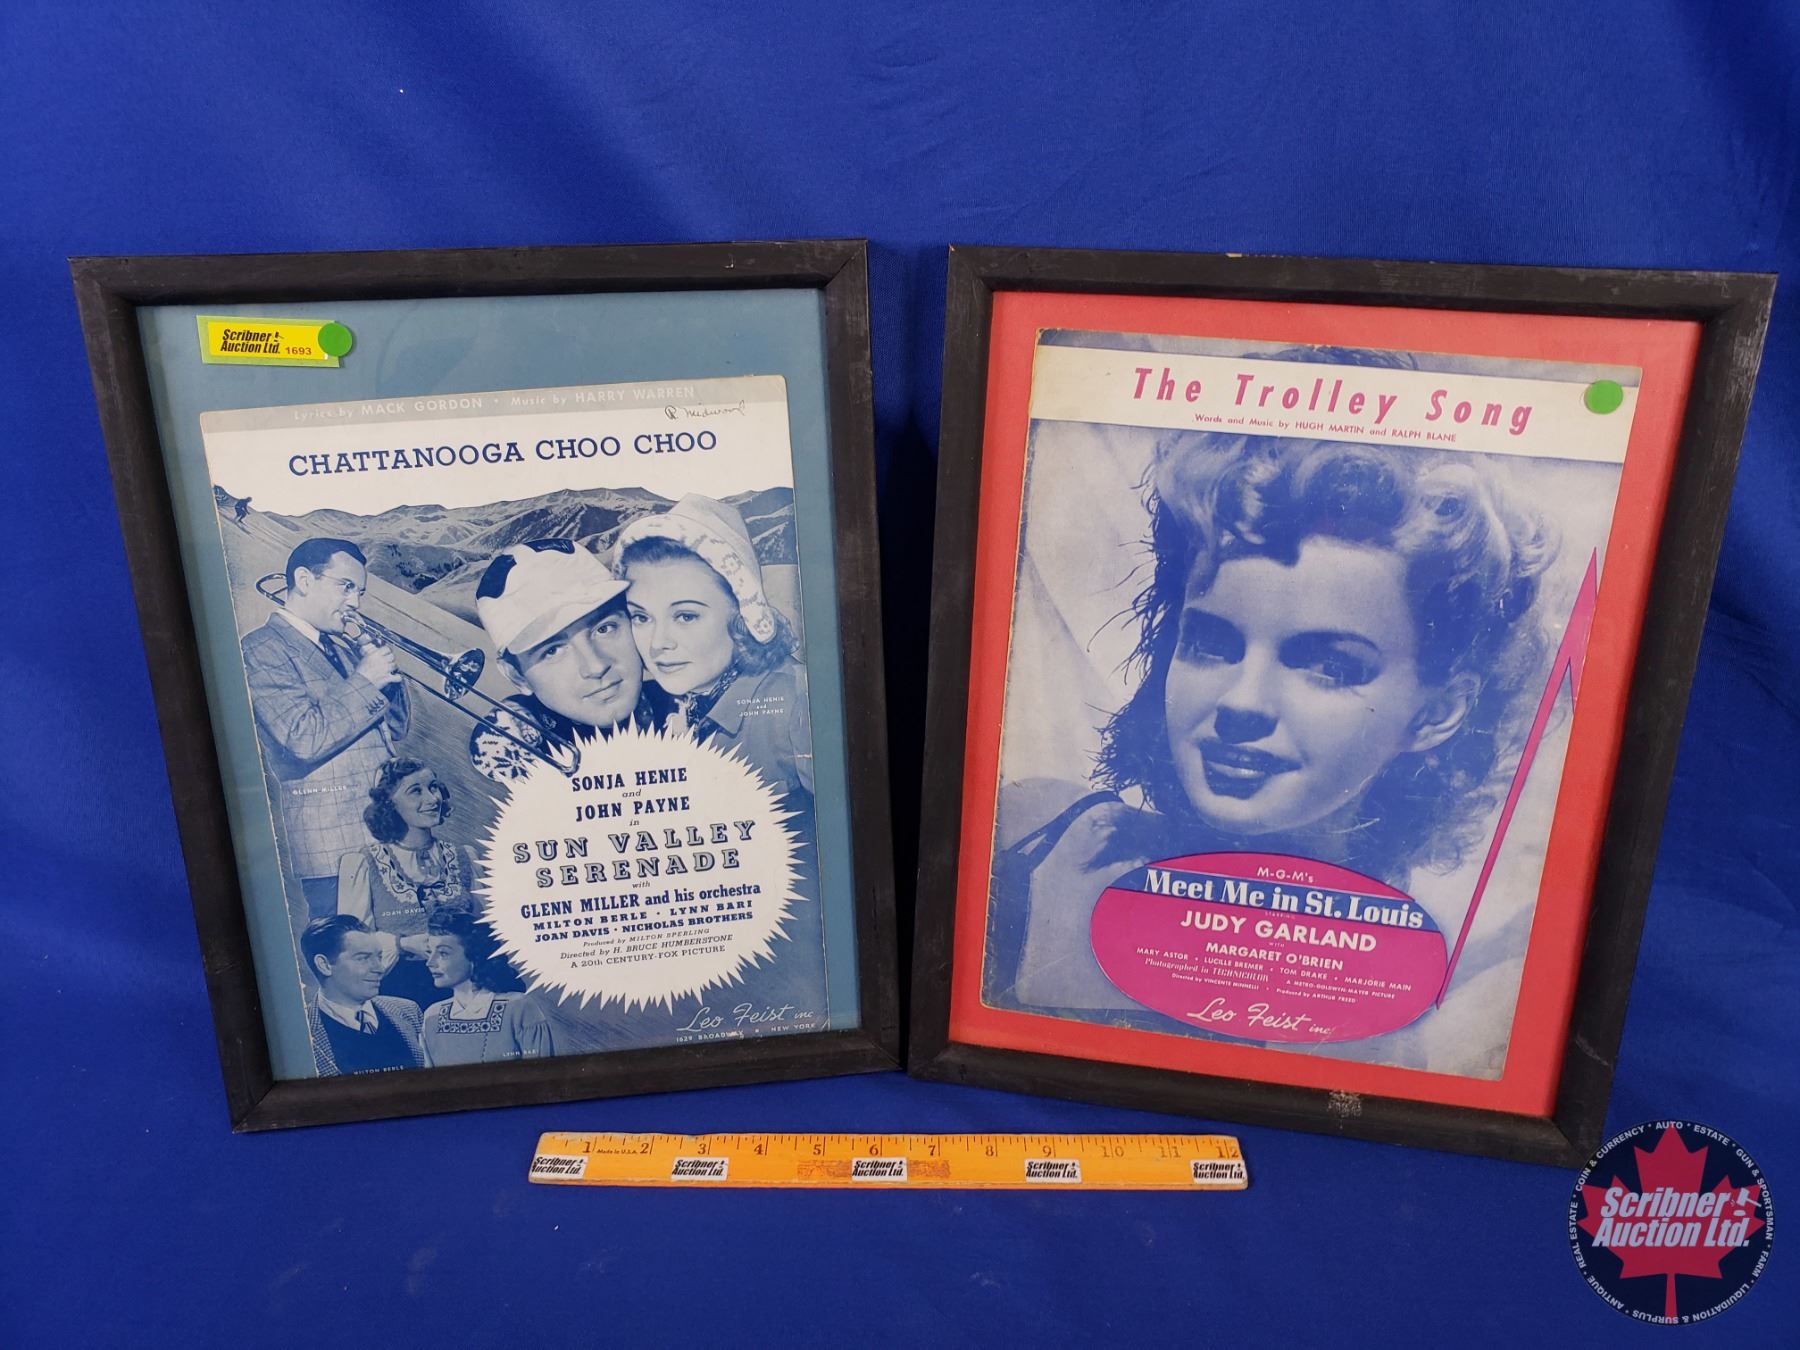 Scribner
Auction Ltd. 1693
Lyrics by MACK GORDON • Music by HARRY WARREN
R. Midwood
CHATTANOOGA CHOO CHOO
SONJA HENIE
and
JOHN PAYNE
GLENN MILLER
JOAN DAVIS
MILTON BERLE
LYNN BARI
SONJA HENIE
and
JOHN PAYNE
in
SUN VALLEY
SERENADE
with
GLENN MILLER and his orchestra
MILTON BERLE • LYNN BARI
JOAN DAVIS • NICHOLAS BROTHERS
Produced by MILTON SPERLING
Directed by H. BRUCE HUMBERSTONE
A 20th CENTURY-FOX PICTURE
Leo Feist inc
1629 BROADWAY • NEW YORK
The Trolley Song
Words and Music by HUGH MARTIN and RALPH BLANE
M-G-M's
Meet Me in St. Louis
STARRING
JUDY GARLAND
WITH
MARGARET O'BRIEN
MARY ASTOR • LUCILLE BREMER • TOM DRAKE • MARJORIE MAIN
Photographed in TECHNICOLOR • A METRO-GOLDWYN-MAYER PICTURE
Directed by VINCENTE MINNELLI • Produced by ARTHUR FREED
Leo Feist inc.
1 2 3 4 5 6 7 8 9 10 11 12
Made in U.S.A.
Scribner
Auction Ltd.
Scribner
Auction Ltd.
Scribner
Auction Ltd.
Scribner
Auction Ltd.
Scribner
Auction Ltd.
COIN & CURRENCY • AUTO • ESTATE • GUN & SPORTSMAN • FARM • LIQUIDATION & SURPLUS • ANTIQUE • REAL ESTATE
Scribner
Auction Ltd.